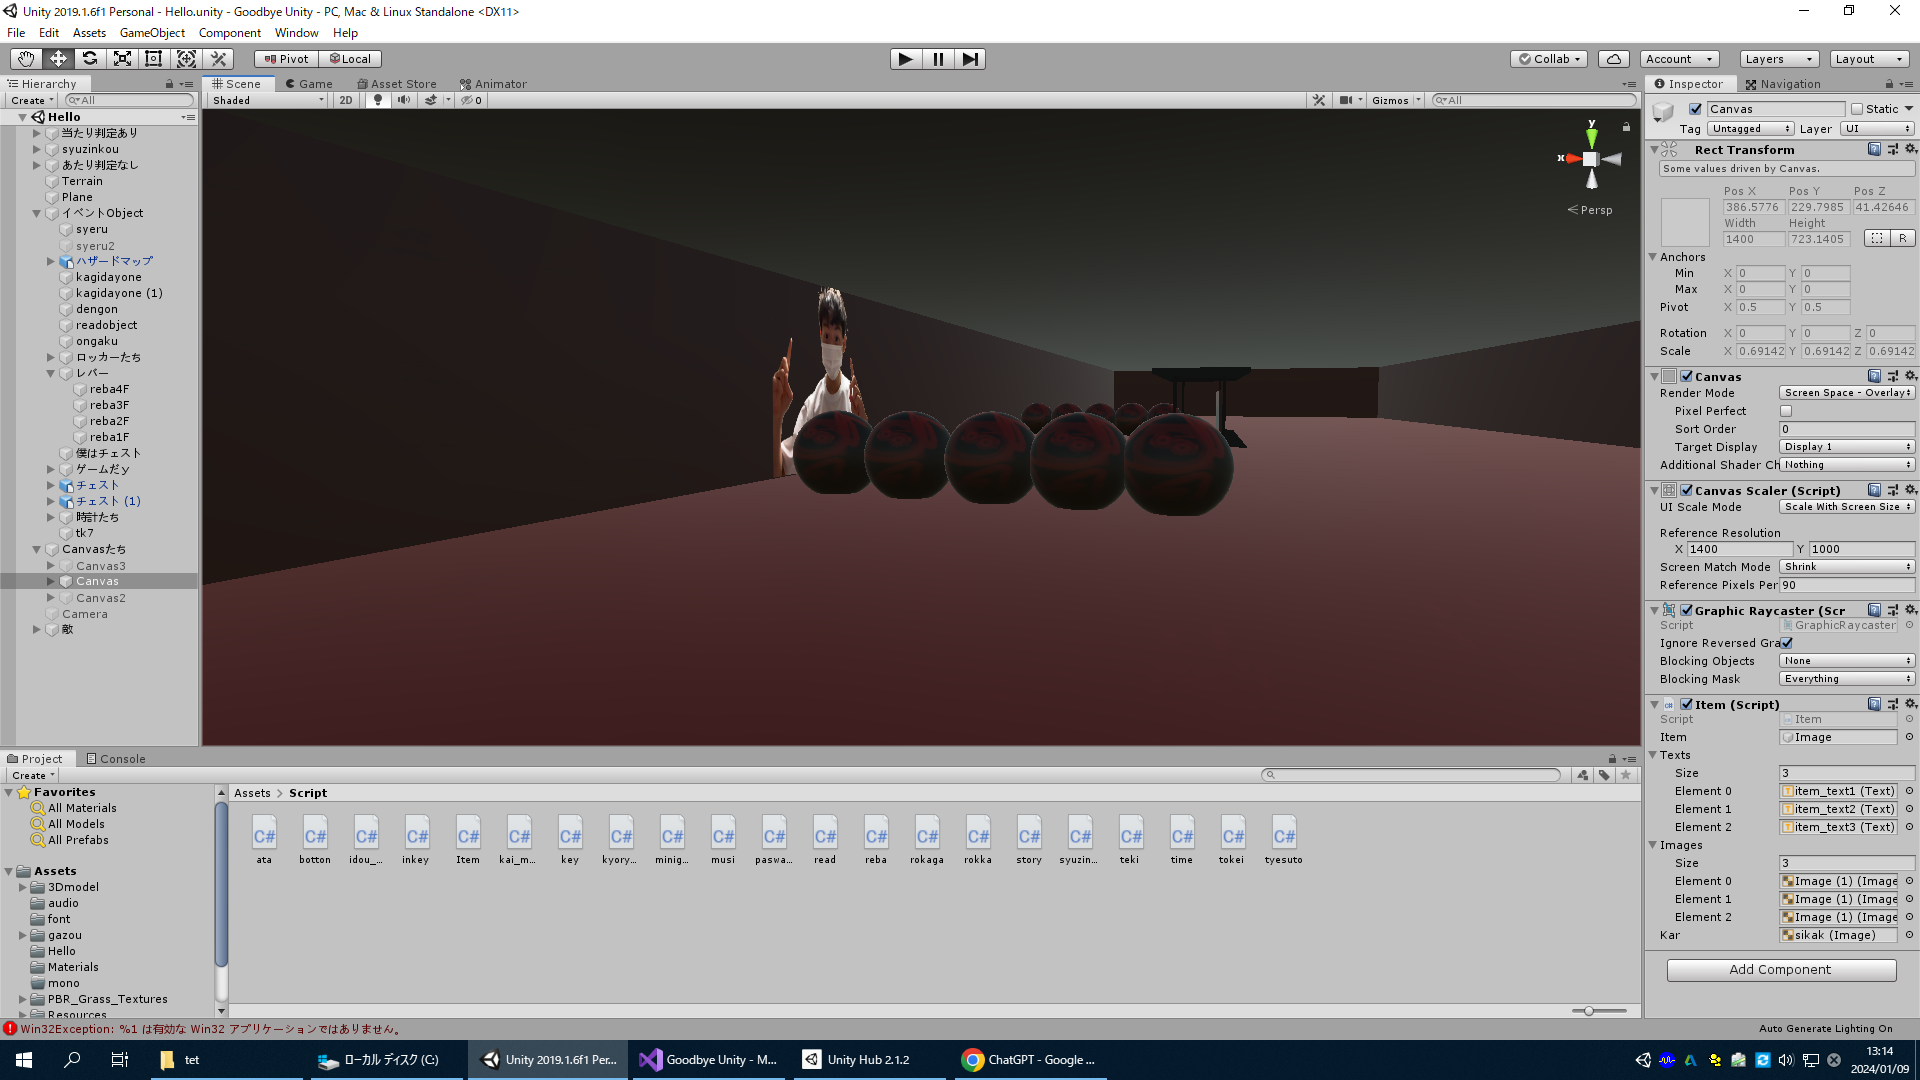 Unity 2019.1.6f1 Personal - Hello.unity - Goodbye Unity - PC, Mac & Linux Standalone <DX11>
File Edit Assets GameObject Component Window Help
Pivot Local Collab Account Layers Layout
Hierarchy
Create All
Hello
当たり判定あり
syuzinkou
あたり判定なし
Terrain
Plane
イベントObject
syeru
syeru2
ハザードマップ
kagidayone
kagidayone (1)
dengon
readobject
ongaku
ロッカーたち
レバー
reba4F
reba3F
reba2F
reba1F
僕はチェスト
ゲームだy
チェスト
チェスト (1)
時計たち
tk7
Canvasたち
Canvas3
Canvas
Canvas2
Camera
敵
Scene Game Asset Store Animator
Shaded 2D 0 Gizmos All
y
x
Persp
Inspector Navigation
Canvas Static
Tag Untagged Layer UI
Rect Transform
Some values driven by Canvas.
Pos X Pos Y Pos Z
386.5776 229.7985 41.42646
Width Height
1400 723.1405 R
Anchors
Min X 0 Y 0
Max X 0 Y 0
Pivot X 0.5 Y 0.5
Rotation X 0 Y 0 Z 0
Scale X 0.69142 Y 0.69142 Z 0.69142
Canvas
Render Mode Screen Space - Overlay
Pixel Perfect
Sort Order 0
Target Display Display 1
Additional Shader Ch Nothing
Canvas Scaler (Script)
UI Scale Mode Scale With Screen Size
Reference Resolution
X 1400 Y 1000
Screen Match Mode Shrink
Reference Pixels Per 90
Graphic Raycaster (Scr
Script GraphicRaycaster
Ignore Reversed Gra
Blocking Objects None
Blocking Mask Everything
Item (Script)
Script Item
Item Image
Texts
Size 3
Element 0 item_text1 (Text)
Element 1 item_text2 (Text)
Element 2 item_text3 (Text)
Images
Size 3
Element 0 Image (1) (Image
Element 1 Image (1) (Image
Element 2 Image (1) (Image
Kar sikak (Image)
Add Component
Project Console
Create
Favorites
All Materials
All Models
All Prefabs
Assets
3Dmodel
audio
font
gazou
Hello
Materials
mono
PBR_Grass_Textures
Resources
Assets > Script
C# C# C# C# C# C# C# C# C# C# C# C# C# C# C# C# C# C# C# C# C#
ata botton idou_... inkey Item kai_m... key kyory... minig... musi paswa... read reba rokaga rokka story syuzin... teki time tokei tyesuto
Win32Exception: %1 は有効な Win32 アプリケーションではありません。
Auto Generate Lighting On
tet ローカル ディスク (C:) Unity 2019.1.6f1 Per... Goodbye Unity - M... Unity Hub 2.1.2 ChatGPT - Google ...
13:14
2024/01/09